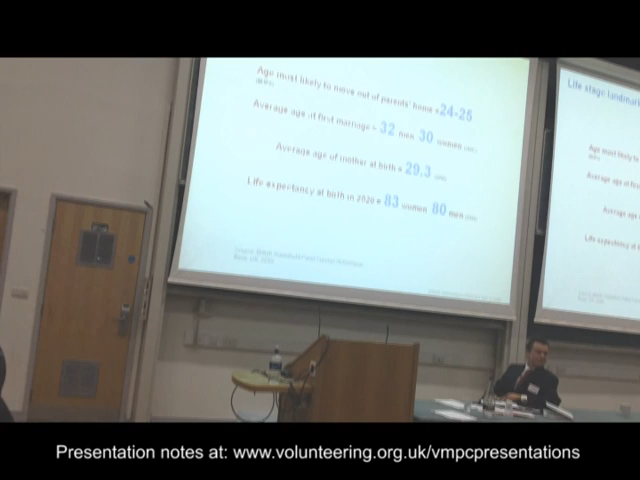 Age most likely to move out of parents' home =24-25
Average age at first marriage = 32 men 30 women
Average age of mother at birth = 29.3
Life expectancy at birth in 2020 = 83 women 80 men
Life stage landmar
Age most likely to
Average age of fir
Average age
Life expectancy at b
Presentation notes at: www.volunteering.org.uk/vmpcpresentations